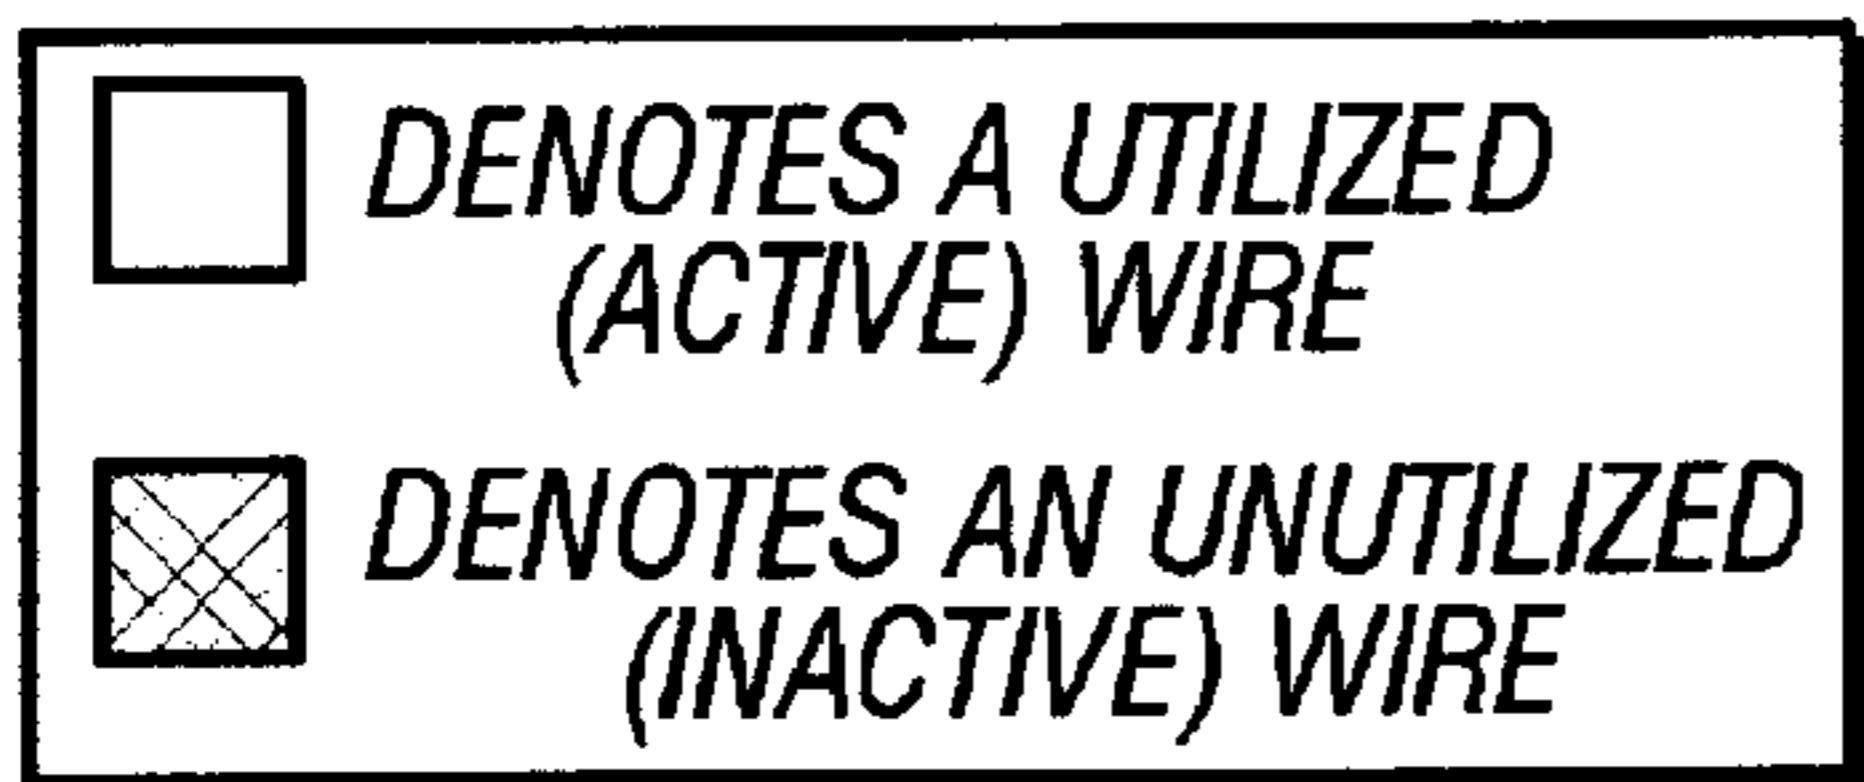 DENOTES A UTILIZED
(ACTIVE) WIRE
DENOTES AN UNUTILIZED
(INACTIVE) WIRE